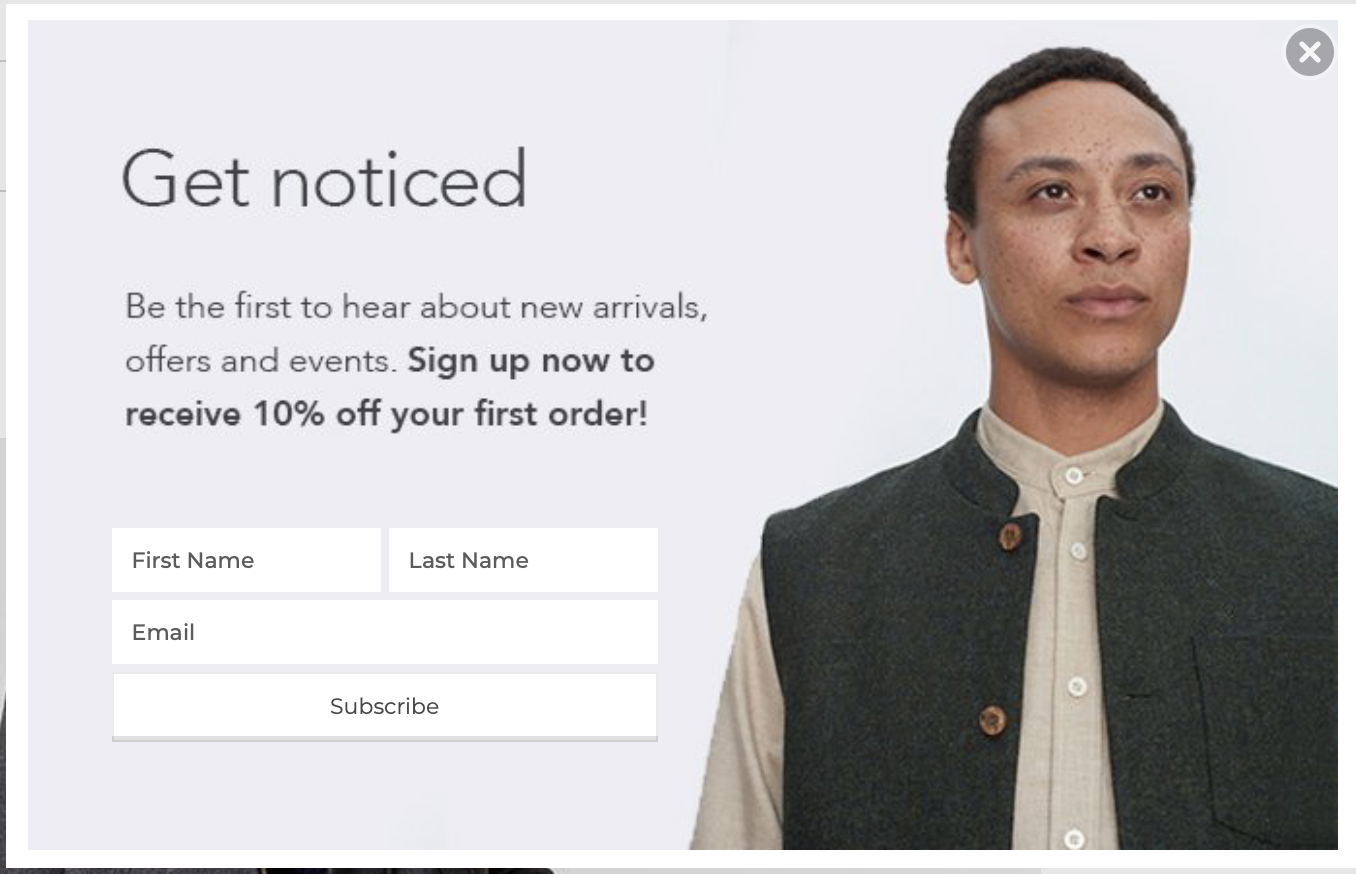 Get noticed
Be the first to hear about new arrivals,
offers and events. Sign up now to
receive 10% off your first order!
First Name
Last Name
Email
Subscribe